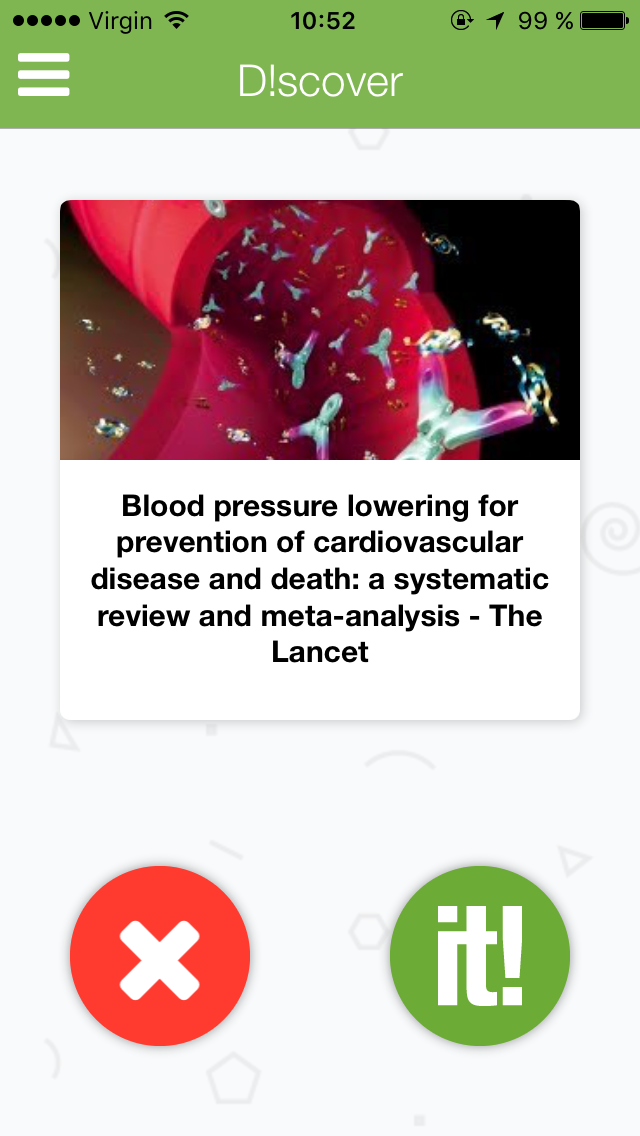 Virgin 10:52 99 %
D!scover
Blood pressure lowering for
prevention of cardiovascular
disease and death: a systematic
review and meta-analysis - The
Lancet
it!